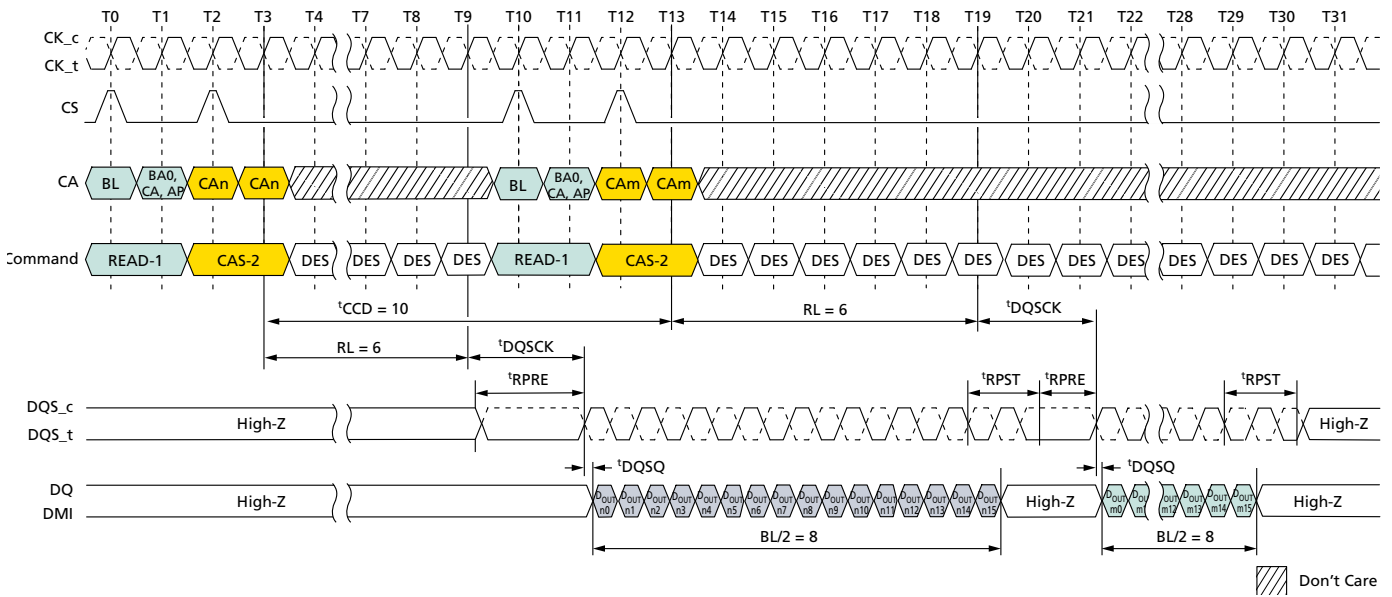 T0 T1 T2 T3 T4 T7 T8 T9 T10 T11 T12 T13 T14 T15 T16 T17 T18 T19 T20 T21 T22 T28 T29 T30 T31
CK_c
CK_t
CS
CA BL BA0, CA, AP CAn CAn BL BA0, CA, AP CAm CAm
Command READ-1 CAS-2 DES DES DES DES READ-1 CAS-2 DES DES DES DES DES DES DES DES DES DES DES DES DES
tCCD = 10 RL = 6 tDQSCK
RL = 6 tDQSCK
tRPRE tRPST tRPRE tRPST
DQS_c
DQS_t
High-Z High-Z
tDQSQ tDQSQ
DQ
DMI
High-Z DOUT n0 DOUT n1 DOUT n2 DOUT n3 DOUT n4 DOUT n5 DOUT n6 DOUT n7 DOUT n8 DOUT n9 DOUT n10 DOUT n11 DOUT n12 DOUT n13 DOUT n14 DOUT n15 High-Z DOUT m0 DOUT m1 DOUT m12 DOUT m13 DOUT m14 DOUT m15 High-Z
BL/2 = 8 BL/2 = 8
Don't Care